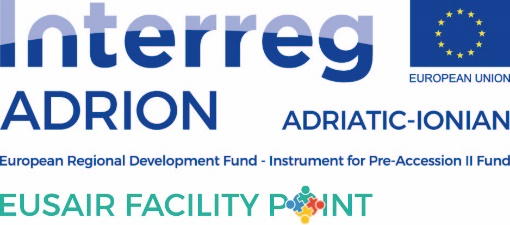 Interreg
EUROPEAN UNION
ADRION ADRIATIC-IONIAN
European Regional Development Fund - Instrument for Pre-Accession II Fund
EUSAIR FACILITY POINT